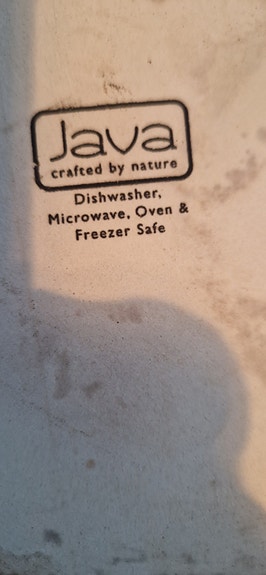 Java
crafted by nature
Dishwasher,
Microwave, Oven &
Freezer Safe